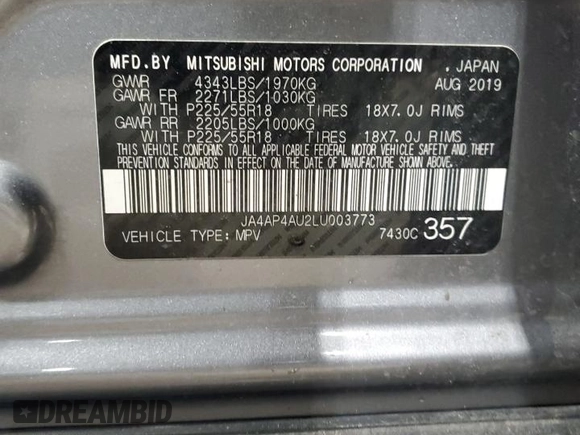 MFD.BY MITSUBISHI MOTORS CORPORATION . JAPAN
GVWR 4343LBS/1970KG AUG 2019
GAWR FR 2271LBS/1030KG
WITH P225/55R18 TIRES 18X7.0J RIMS
GAWR RR 2205LBS/1000KG
WITH P225/55R18 TIRES 18X7.0J RIMS
THIS VEHICLE CONFORMS TO ALL APPLICABLE FEDERAL MOTOR VEHICLE SAFETY AND THEFT
PREVENTION STANDARDS IN EFFECT ON THE DATE OF MANUFACTURE SHOWN ABOVE.
JA4AP4AU2LU003773
VEHICLE TYPE: MPV 7430C 357
DREAMBID